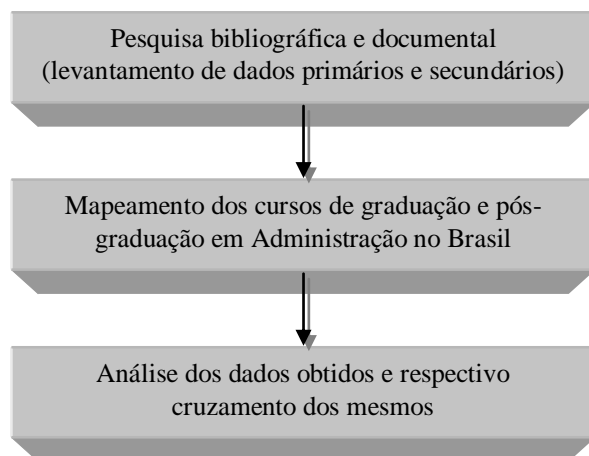 Pesquisa bibliográfica e documental
(levantamento de dados primários e secundários)
Mapeamento dos cursos de graduação e pós-
graduação em Administração no Brasil
Análise dos dados obtidos e respectivo
cruzamento dos mesmos